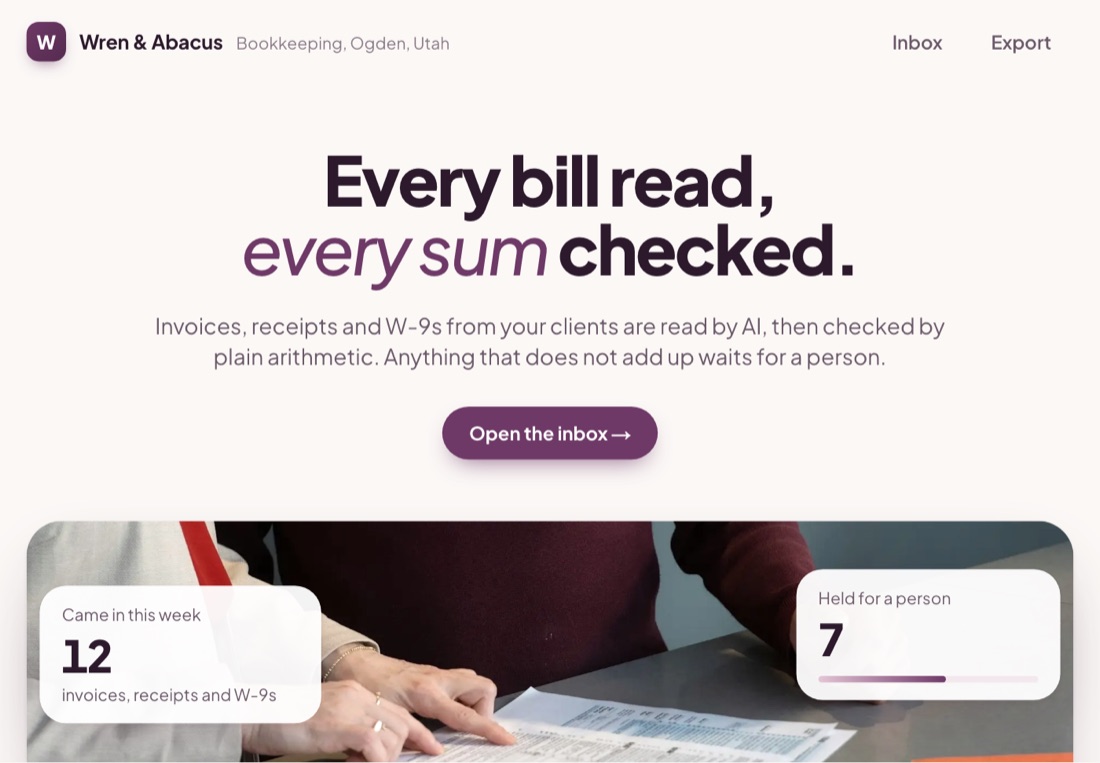 W
Wren & Abacus
Bookkeeping, Ogden, Utah
Inbox
Export
Every bill read,
every sum checked.
Invoices, receipts and W-9s from your clients are read by AI, then checked by
plain arithmetic. Anything that does not add up waits for a person.
Open the inbox →
Came in this week
12
invoices, receipts and W-9s
Held for a person
7